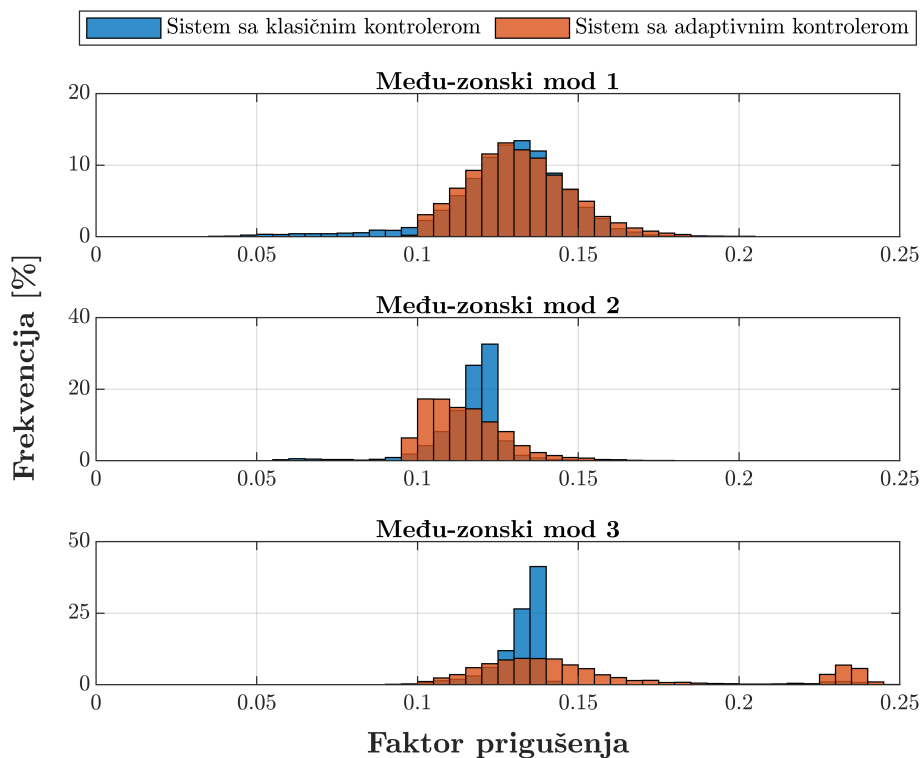 Sistem sa klasičnim kontrolerom Sistem sa adaptivnim kontrolerom
Među-zonski mod 1
20
10
0
0 0.05 0.1 0.15 0.2 0.25
Među-zonski mod 2
40
20
0
0 0.05 0.1 0.15 0.2 0.25
Među-zonski mod 3
50
25
0
0 0.05 0.1 0.15 0.2 0.25
Frekvencija [%]
Faktor prigušenja